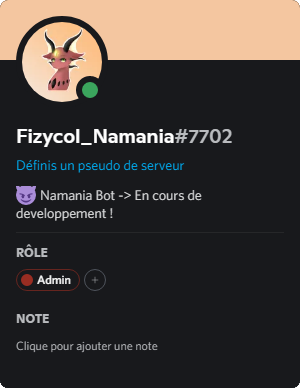 Fizycol_Namania#7702
Définis un pseudo de serveur
😈 Namania Bot -> En cours de
developpement !
RÔLE
Admin +
NOTE
Clique pour ajouter une note